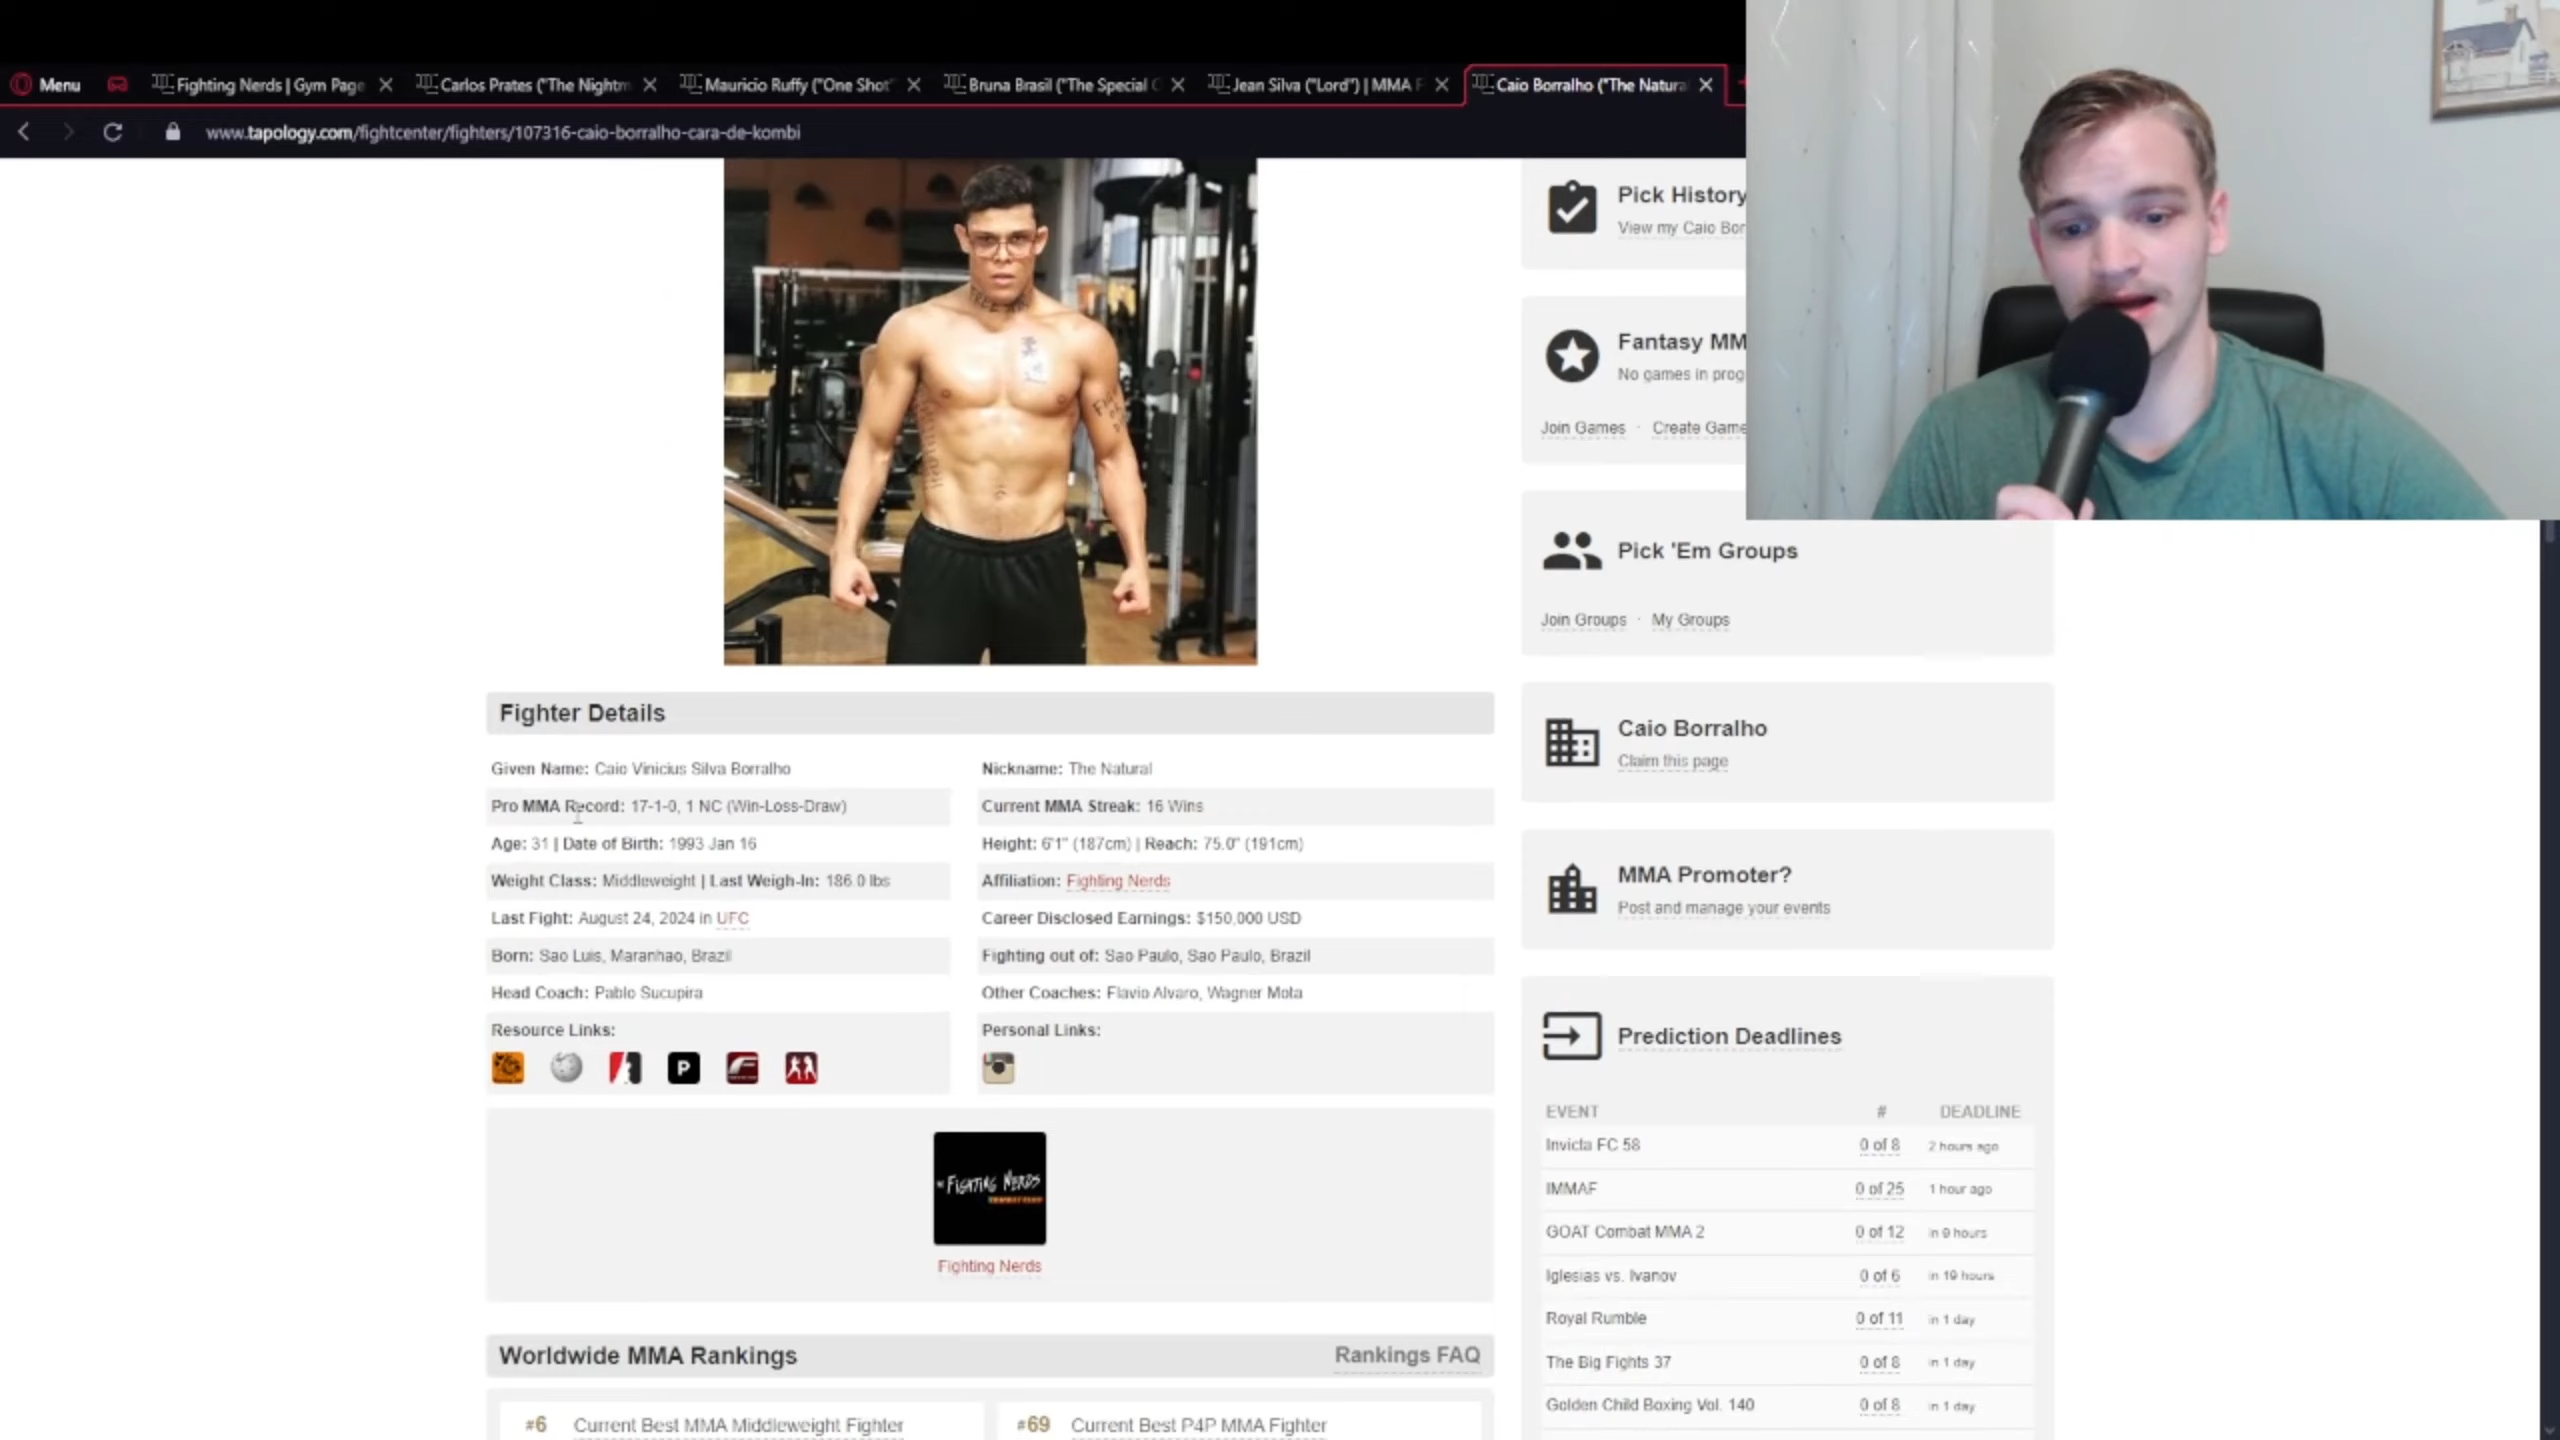 Menu
Fighting Nerds | Gym Page
Carlos Prates ("The Nightm
Mauricio Ruffy ("One Shot"
Bruna Brasil ("The Special
Jean Silva ("Lord") | MMA F
Caio Borralho ("The Natura
www.tapology.com/fightcenter/fighters/107316-caio-borralho-cara-de-kombi
Pick History
View my Caio Bor
Fantasy MM
No games in prog
Join Games · Create Game
Pick 'Em Groups
Join Groups · My Groups
Fighter Details
Given Name: Caio Vinicius Silva Borralho
Nickname: The Natural
Pro MMA Record: 17-1-0, 1 NC (Win-Loss-Draw)
Current MMA Streak: 16 Wins
Age: 31 | Date of Birth: 1993 Jan 16
Height: 6'1" (187cm) | Reach: 75.0" (191cm)
Weight Class: Middleweight | Last Weigh-In: 186.0 lbs
Affiliation: Fighting Nerds
Last Fight: August 24, 2024 in UFC
Career Disclosed Earnings: $150,000 USD
Born: Sao Luis, Maranhao, Brazil
Fighting out of: Sao Paulo, Sao Paulo, Brazil
Head Coach: Pablo Sucupira
Other Coaches: Flavio Alvaro, Wagner Mota
Resource Links:
Personal Links:
P
FIGHTING NERDS
Fighting Nerds
Worldwide MMA Rankings
Rankings FAQ
#6 Current Best MMA Middleweight Fighter
#69 Current Best P4P MMA Fighter
Caio Borralho
Claim this page
MMA Promoter?
Post and manage your events
Prediction Deadlines
EVENT # DEADLINE
Invicta FC 58 0 of 8 2 hours ago
IMMAF 0 of 25 1 hour ago
GOAT Combat MMA 2 0 of 12 in 9 hours
Iglesias vs. Ivanov 0 of 6 in 19 hours
Royal Rumble 0 of 11 in 1 day
The Big Fights 37 0 of 8 in 1 day
Golden Child Boxing Vol. 140 0 of 8 in 1 day